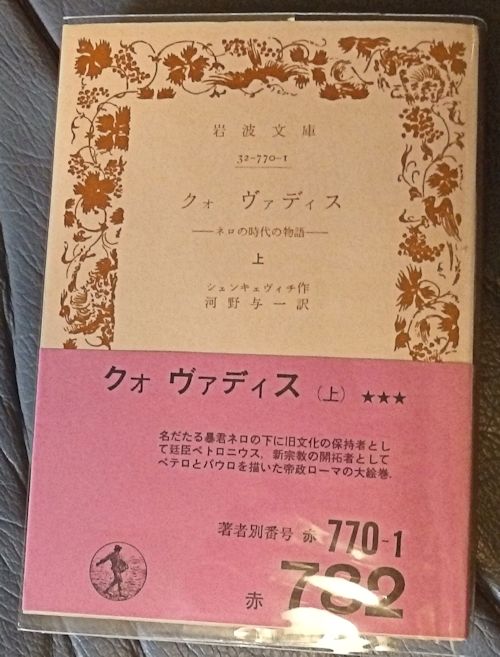 岩波文庫
32-770-1
クォ ヴァディス
——ネロの時代の物語——
上
シェンキェヴィチ作
河野与一訳
クォ ヴァディス（上）★★★
名だたる暴君ネロの下に旧文化の保持者とし
て廷臣ペトロニウス，新宗教の開拓者として
ペテロとパウロを描いた帝政ローマの大絵巻．
著者別番号 赤 770-1
赤 782